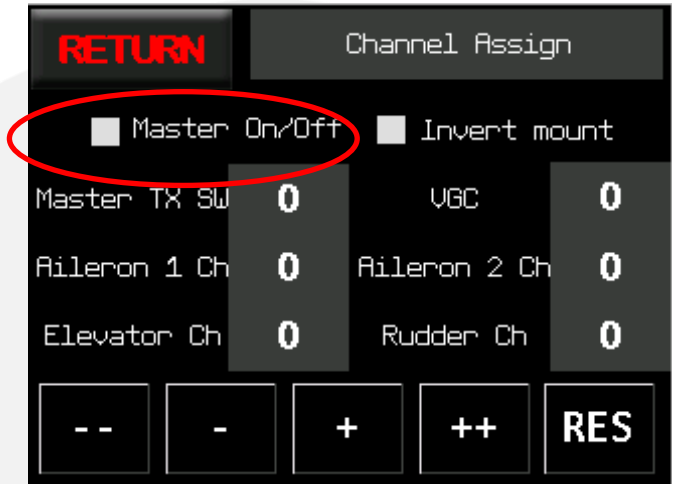 RETURN Channel Assign
Master On/Off Invert mount
Master TX SW 0 VGC 0
Aileron 1 Ch 0 Aileron 2 Ch 0
Elevator Ch 0 Rudder Ch 0
-- - + ++ RES